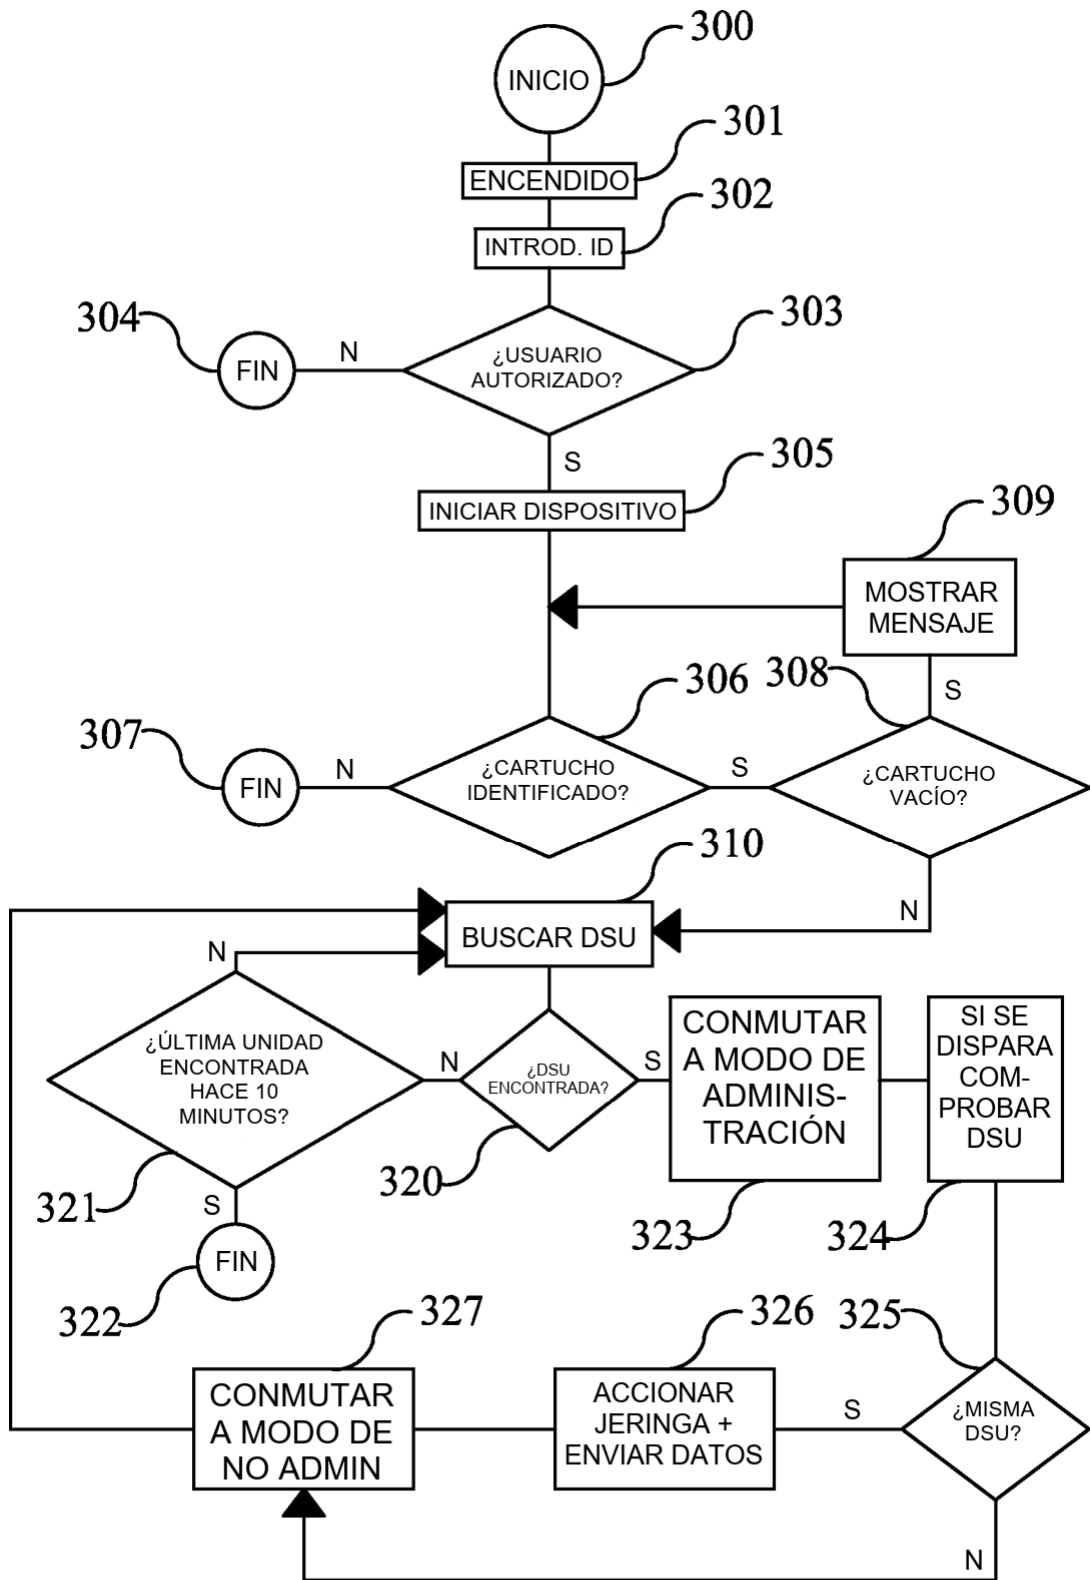 300
INICIO
301
ENCENDIDO
302
INTROD. ID
303
304
¿USUARIO
AUTORIZADO?
N
FIN
S
305
INICIAR DISPOSITIVO
309
MOSTRAR
MENSAJE
S
306
308
307
¿CARTUCHO
IDENTIFICADO?
N
FIN
S
¿CARTUCHO
VACÍO?
N
310
BUSCAR DSU
N
¿ÚLTIMA UNIDAD
ENCONTRADA
HACE 10
MINUTOS?
N
¿DSU
ENCONTRADA?
S
CONMUTAR
A MODO DE
ADMINIS-
TRACIÓN
SI SE
DISPARA
COM-
PROBAR
DSU
321
S
320
323
324
FIN
322
327
326
325
CONMUTAR
A MODO DE
NO ADMIN
ACCIONAR
JERINGA +
ENVIAR DATOS
S
¿MISMA
DSU?
N